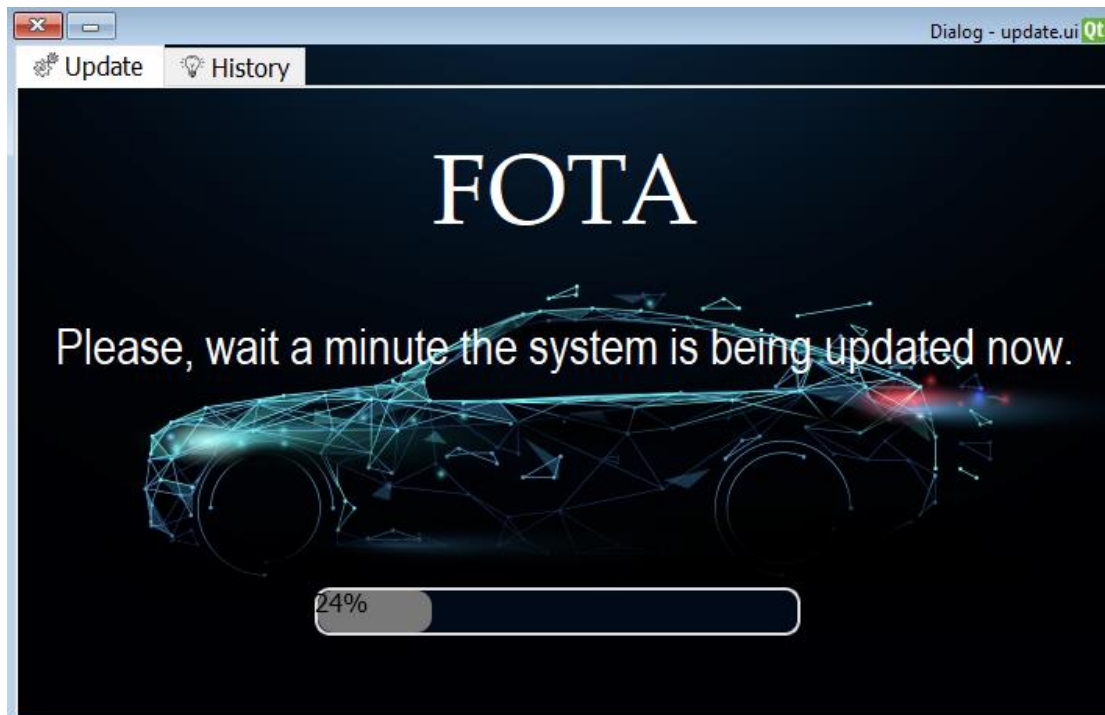 Dialog - update.ui Qt
Update History
FOTA
Please, wait a minute the system is being updated now.
24%